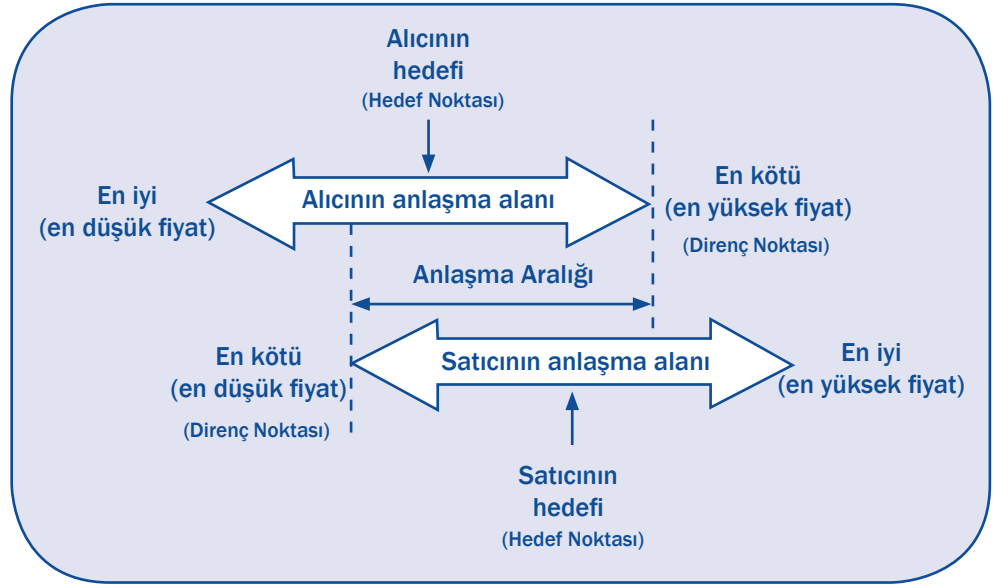 Alıcının
hedefi
(Hedef Noktası)
En iyi
(en düşük fiyat)
Alıcının anlaşma alanı
En kötü
(en yüksek fiyat)
(Direnç Noktası)
Anlaşma Aralığı
En kötü
(en düşük fiyat)
(Direnç Noktası)
Satıcının anlaşma alanı
En iyi
(en yüksek fiyat)
Satıcının
hedefi
(Hedef Noktası)